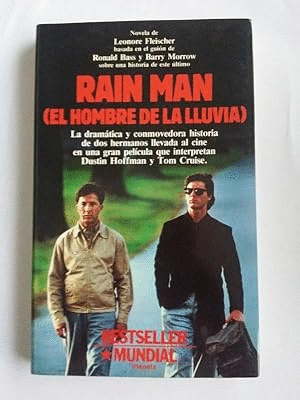 Novela de
Leonore Fleischer
basada en el guión de
Ronald Bass y Barry Morrow
sobre una historia de este último
RAIN MAN
(EL HOMBRE DE LA LLUVIA)
La dramática y conmovedora historia
de dos hermanos llevada al cine
en una gran película que interpretan
Dustin Hoffman y Tom Cruise.
BESTSELLER
MUNDIAL
Planeta